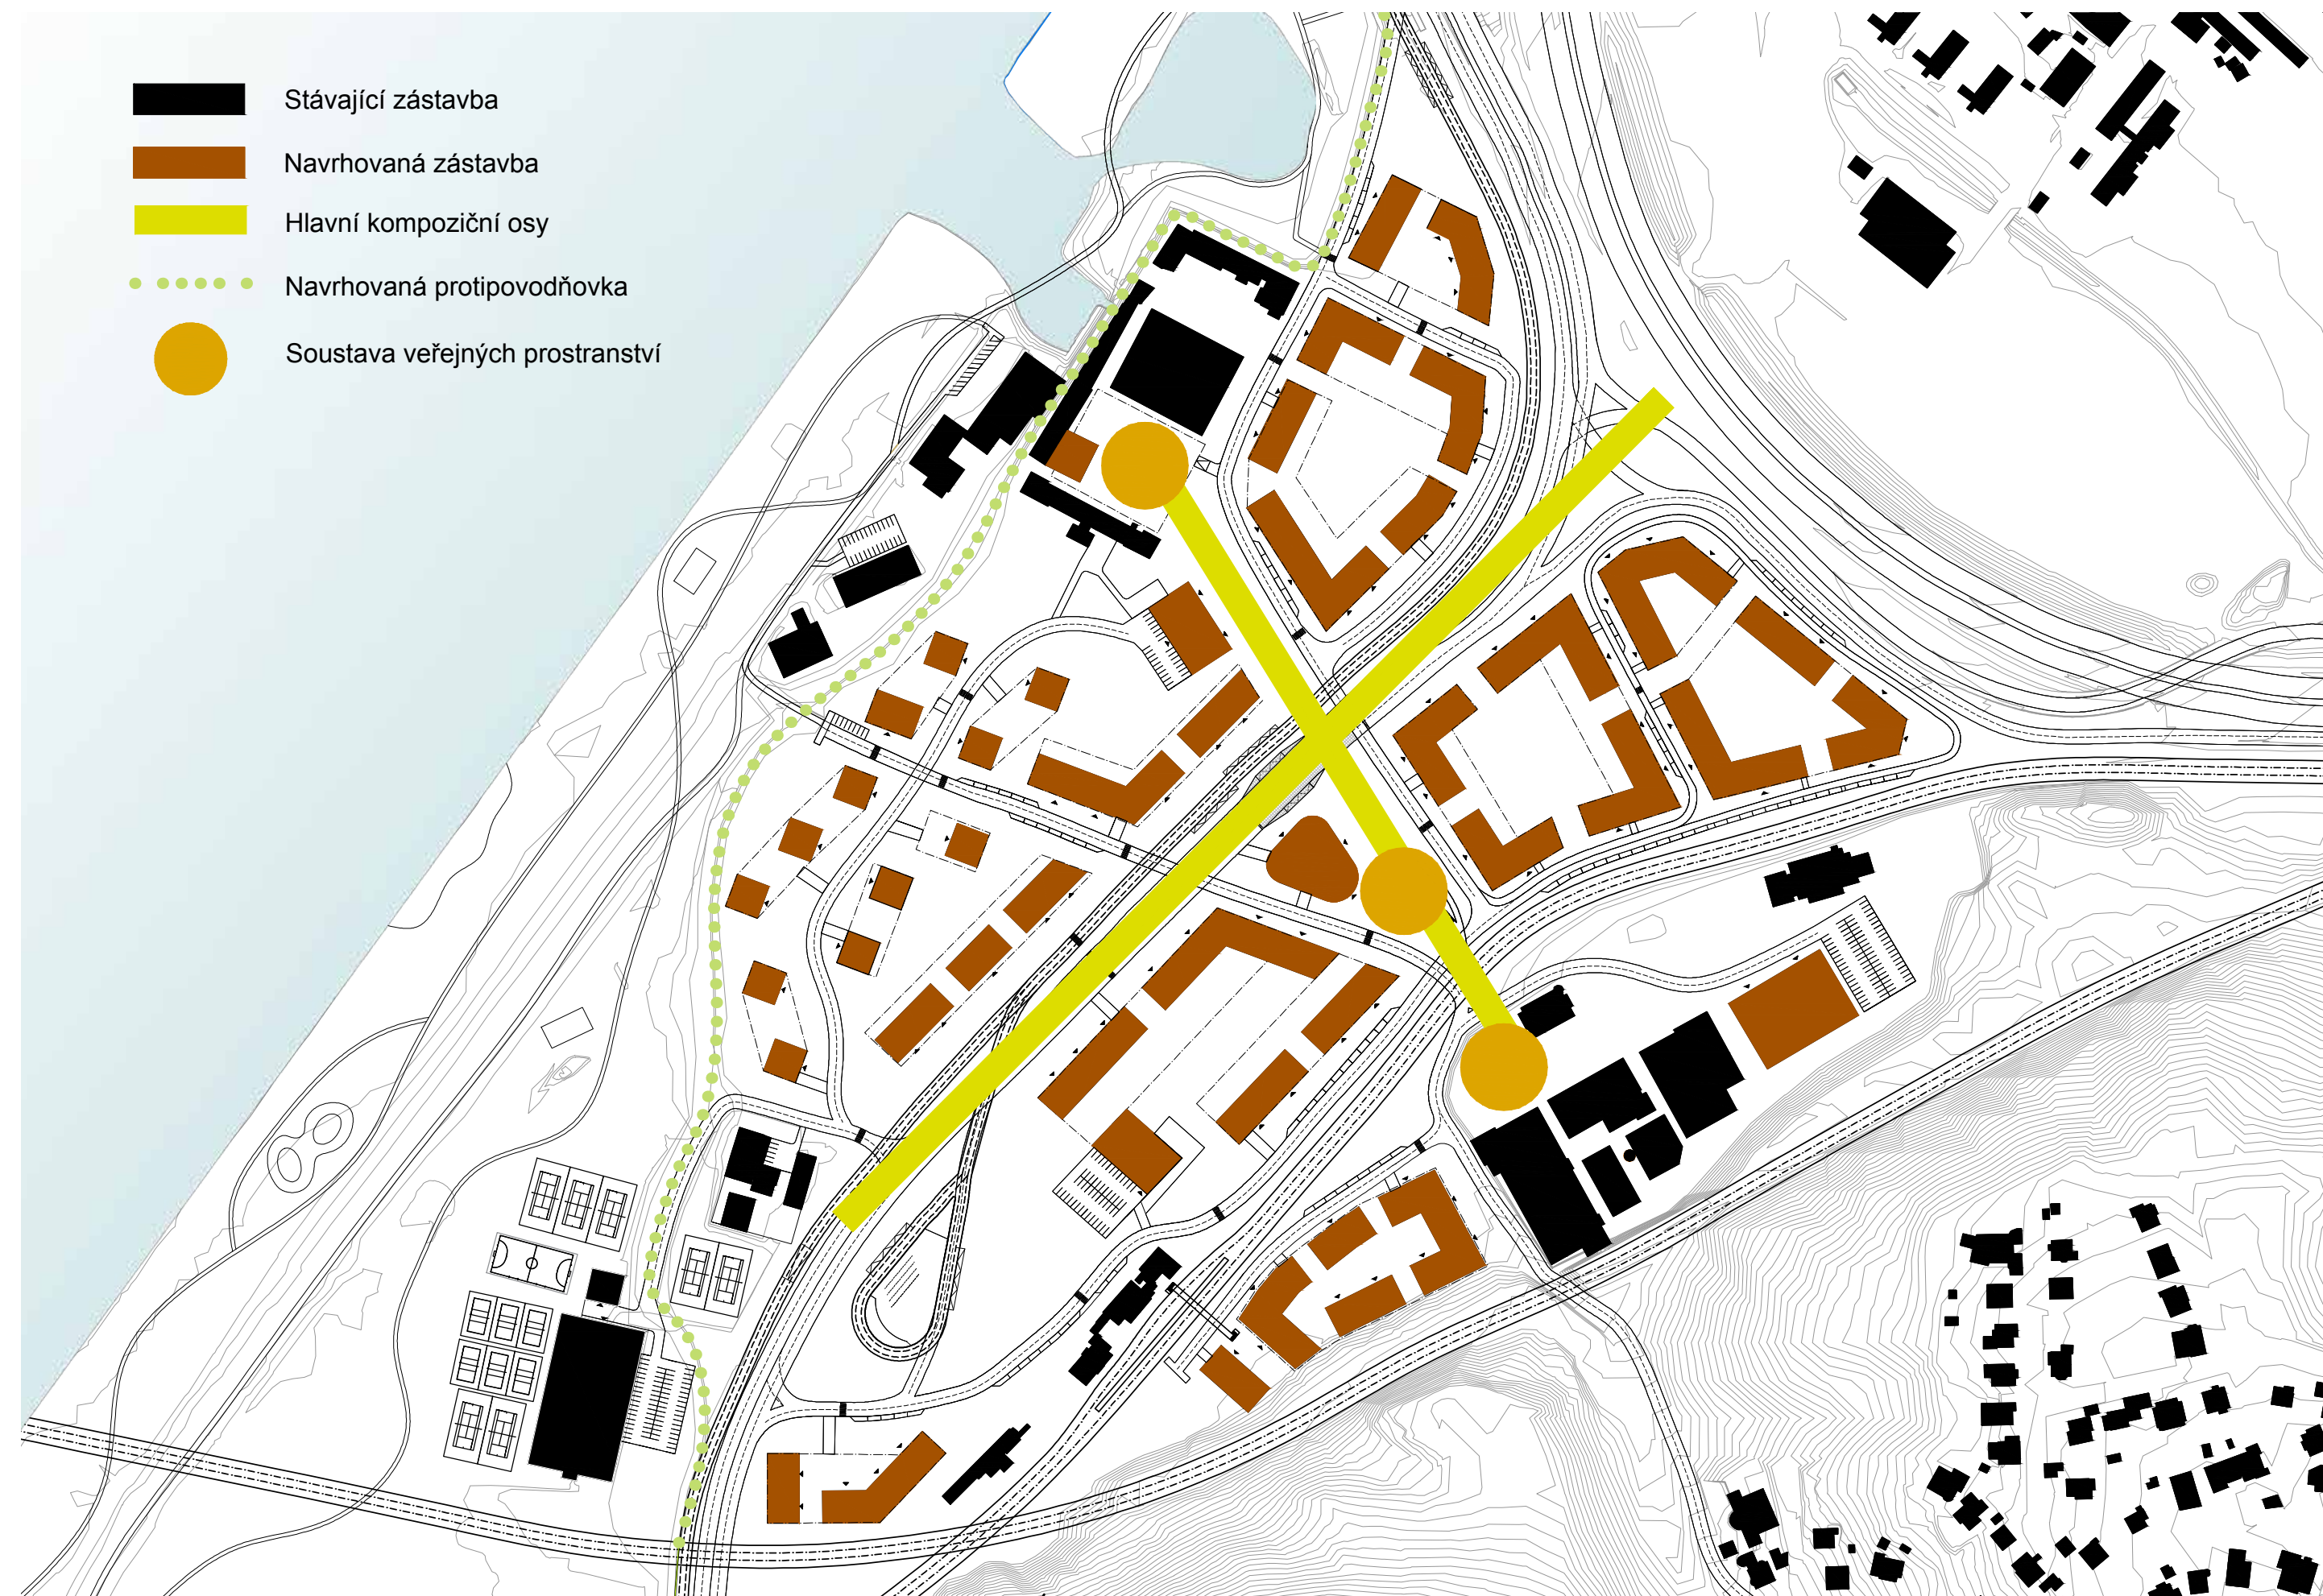 Stávající zástavba
Navrhovaná zástavba
Hlavní kompoziční osy
Navrhovaná protipovodňovka
Soustava veřejných prostranství